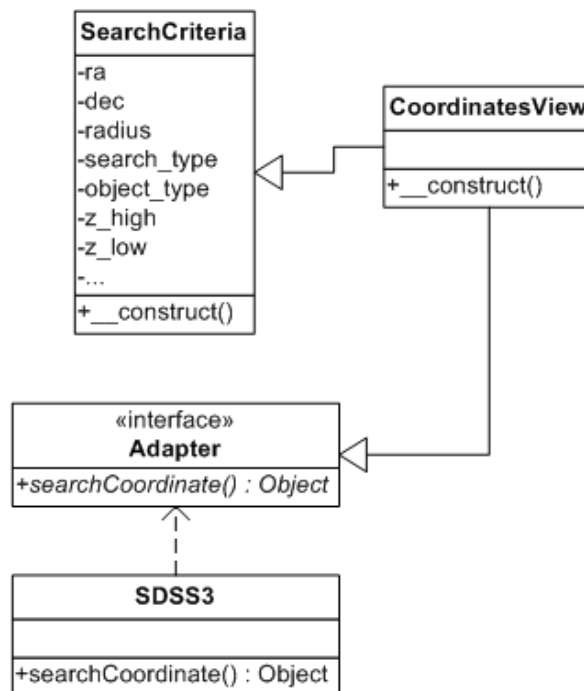 SearchCriteria
-ra
-dec
-radius
-search_type
-object_type
-z_high
-z_low
-...
+__construct()
CoordinatesView
+__construct()
«interface»
Adapter
+searchCoordinate() : Object
SDSS3
+searchCoordinate() : Object